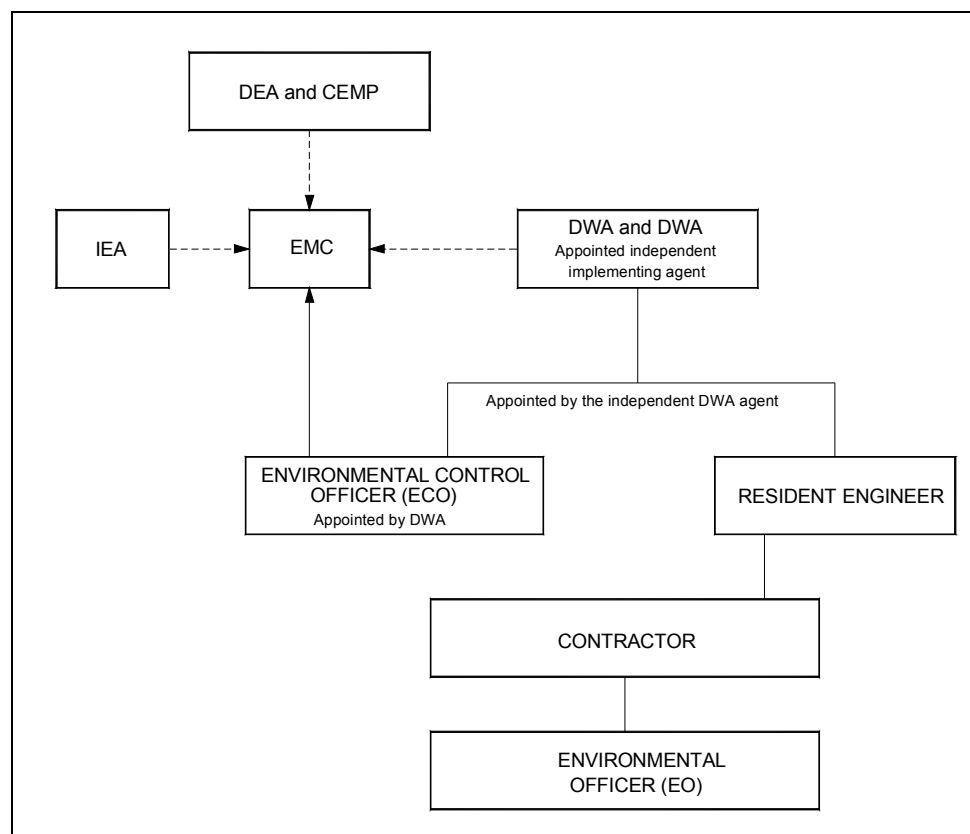 DEA and CEMP
IEA
EMC
DWA and DWA
Appointed independent
implementing agent
Appointed by the independent DWA agent
ENVIRONMENTAL CONTROL
OFFICER (ECO)
Appointed by DWA
RESIDENT ENGINEER
CONTRACTOR
ENVIRONMENTAL
OFFICER (EO)